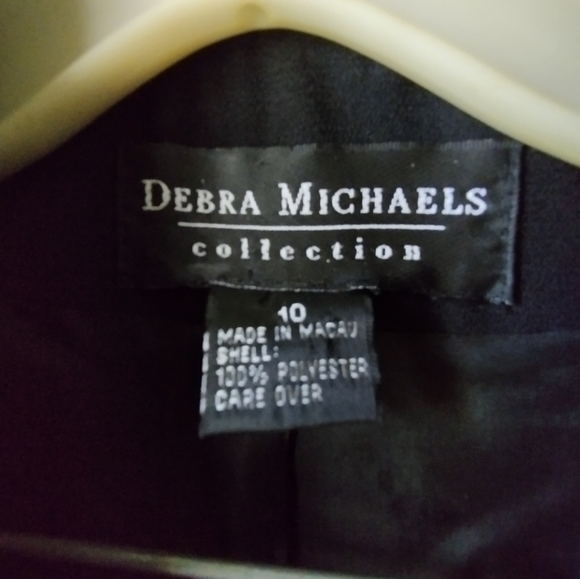 DEBRA MICHAELS
collection
10
MADE IN MACAU
SHELL:
100% POLYESTER
CARE OVER